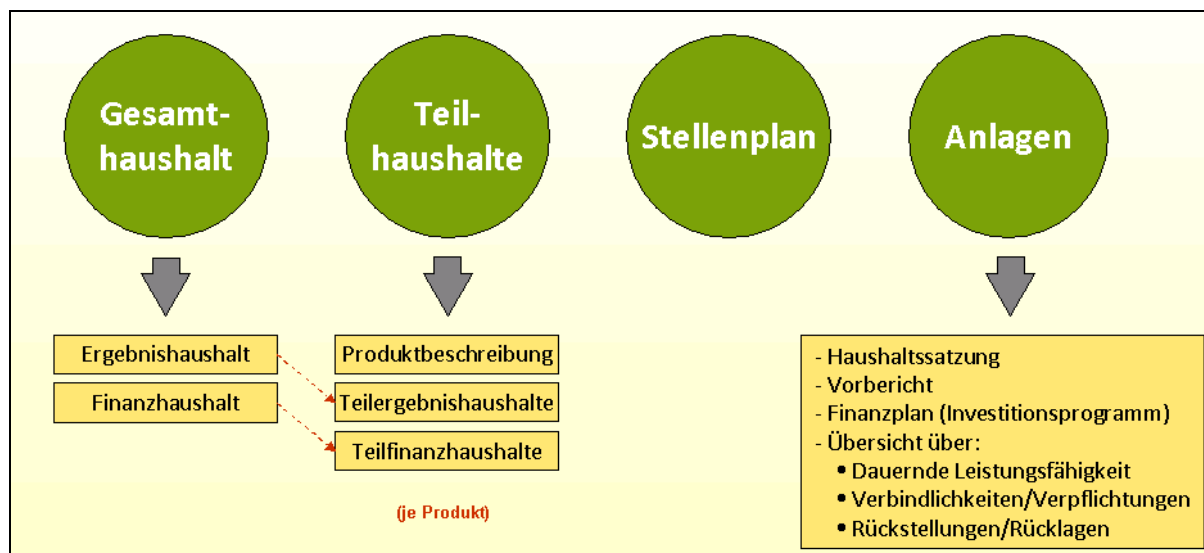 Gesamt-
haushalt
Teil-
haushalte
Stellenplan
Anlagen
Ergebnishaushalt
Finanzhaushalt
Produktbeschreibung
Teilergebnishaushalte
Teilfinanzhaushalte
(je Produkt)
- Haushaltssatzung
- Vorbericht
- Finanzplan (Investitionsprogramm)
- Übersicht über:
• Dauernde Leistungsfähigkeit
• Verbindlichkeiten/Verpflichtungen
• Rückstellungen/Rücklagen